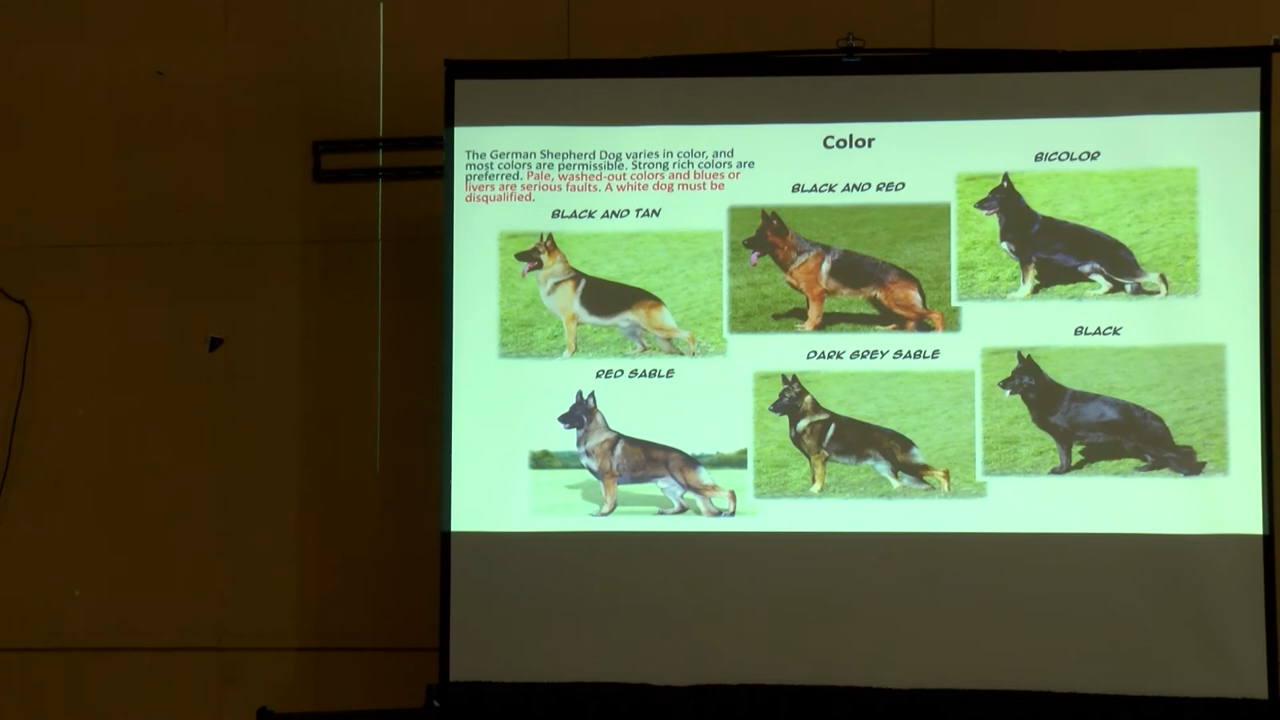 Color
The German Shepherd Dog varies in color, and
most colors are permissible. Strong rich colors are
preferred. Pale, washed-out colors and blues or
livers are serious faults. A white dog must be
disqualified.
BLACK AND TAN
BLACK AND RED
BICOLOR
RED SABLE
DARK GREY SABLE
BLACK